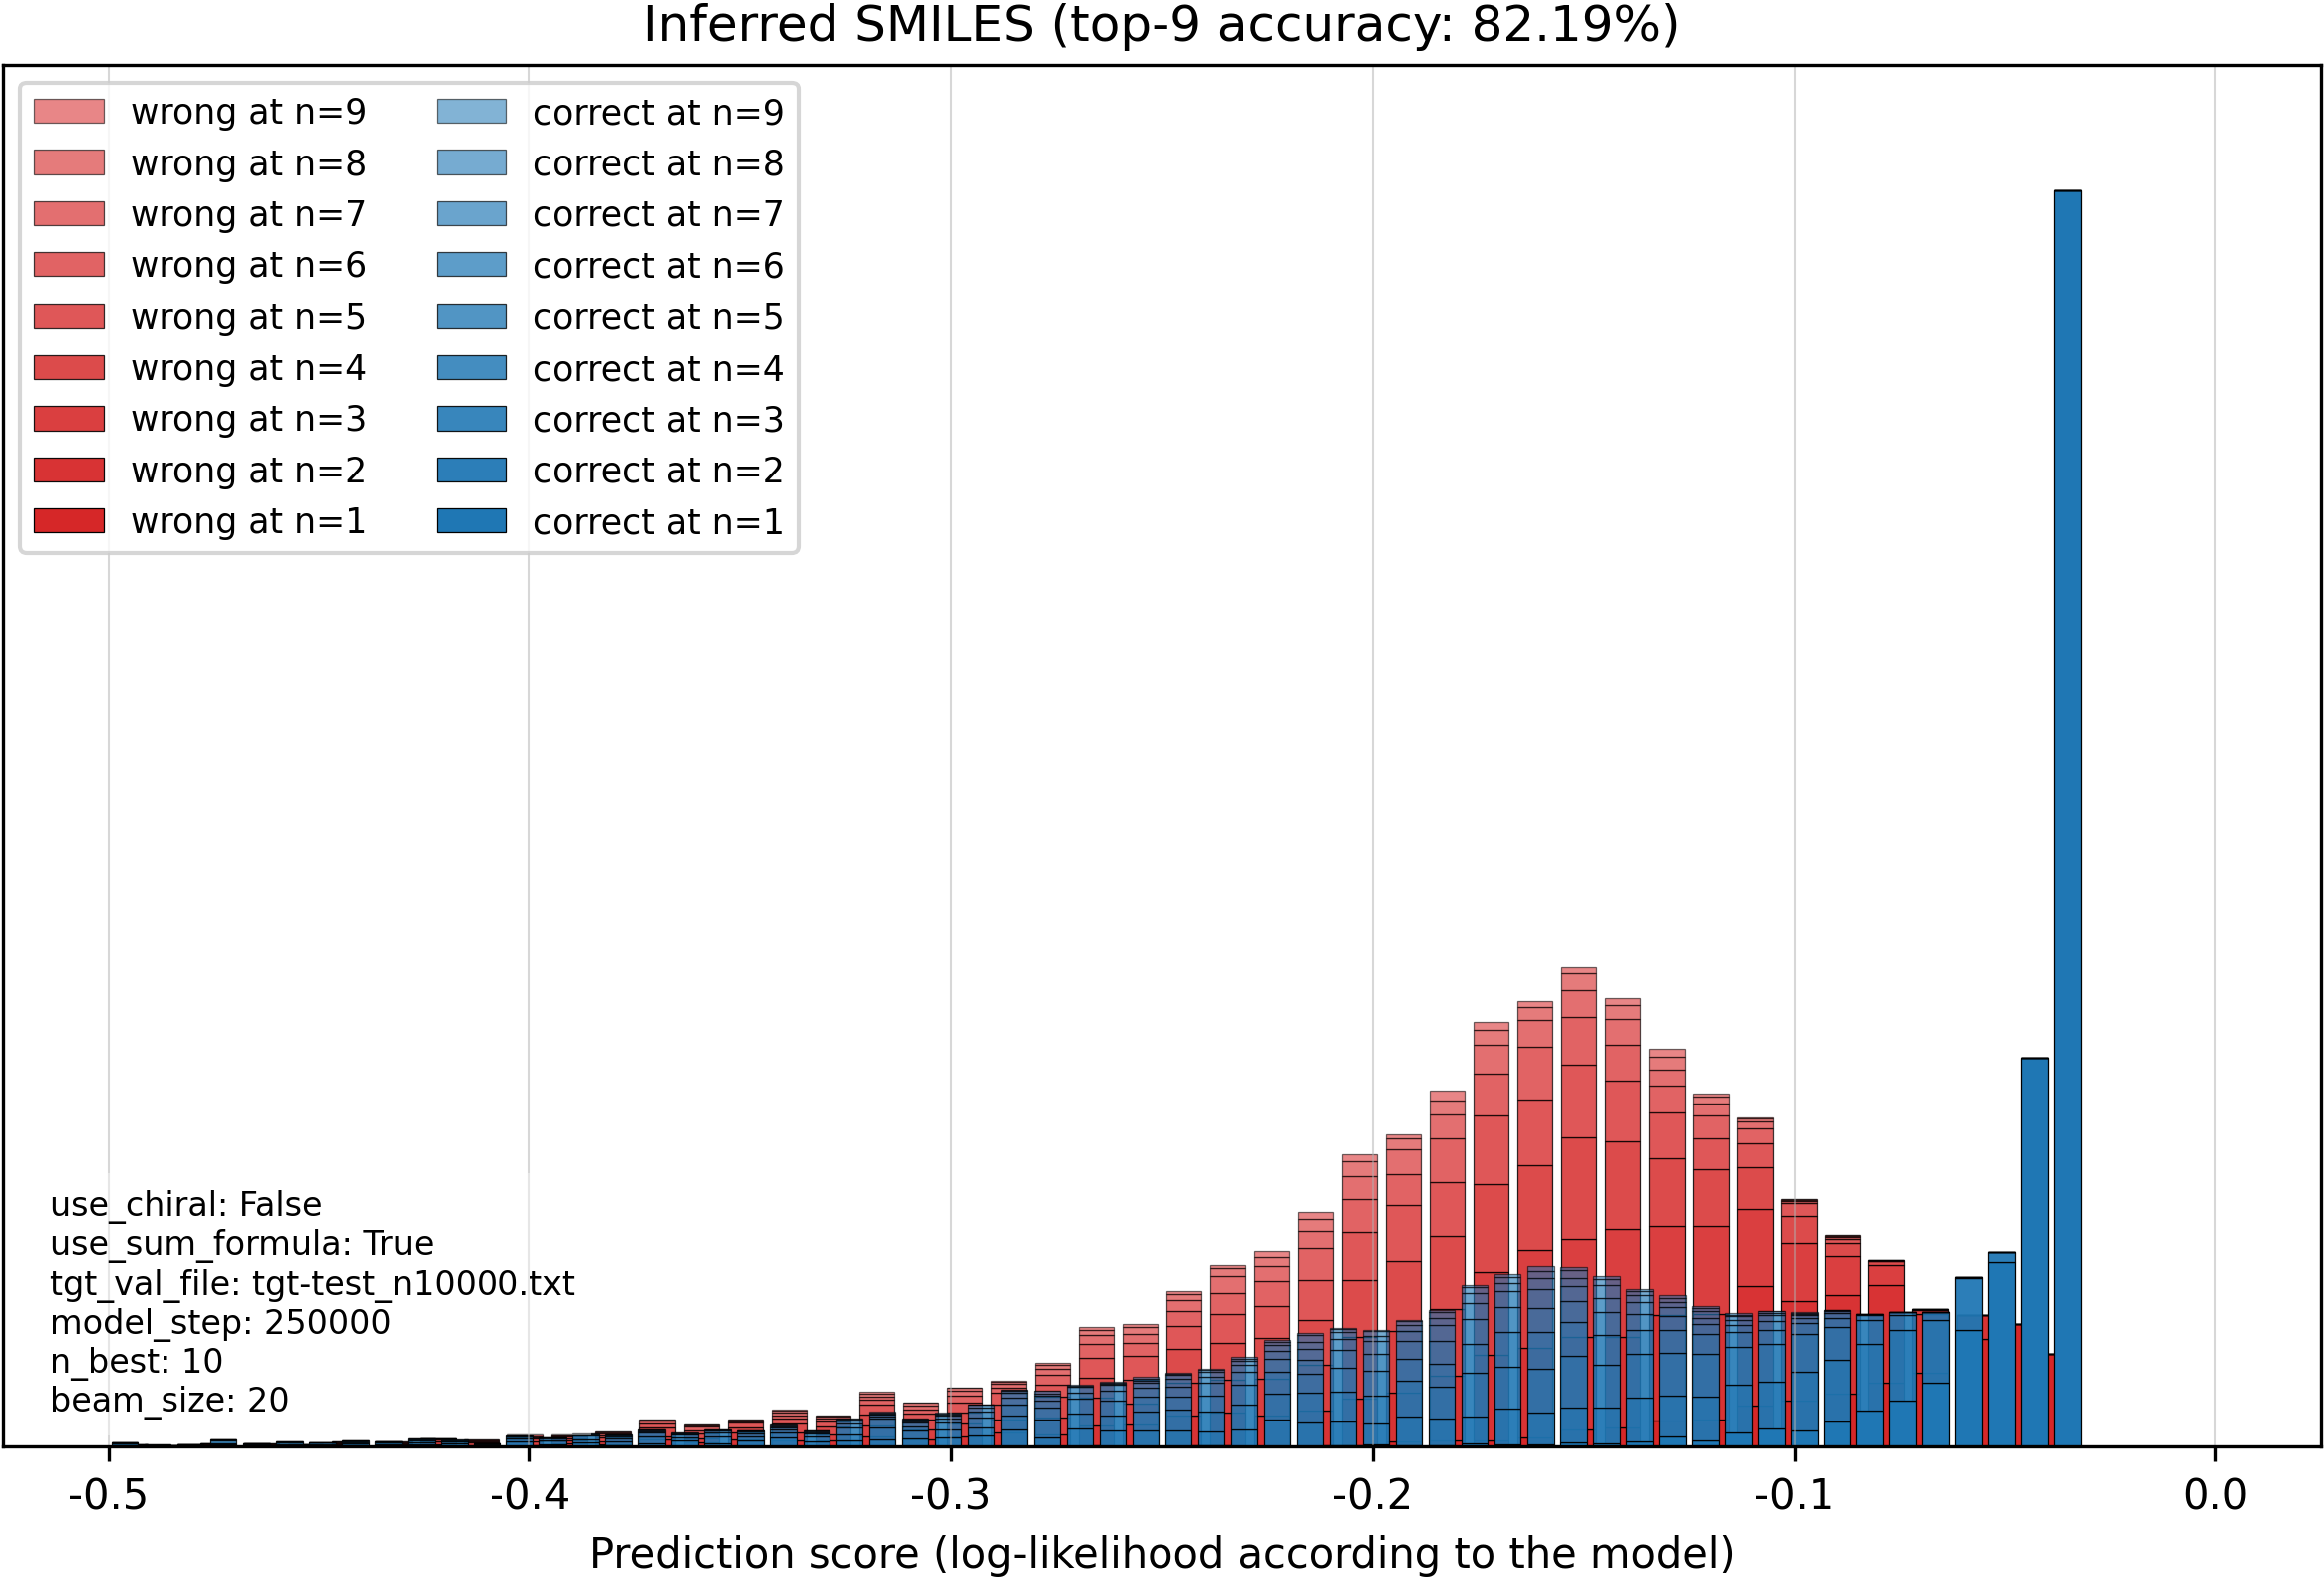 Inferred SMILES (top-9 accuracy: 82.19%)
wrong at n=9
wrong at n=8
wrong at n=7
wrong at n=6
wrong at n=5
wrong at n=4
wrong at n=3
wrong at n=2
wrong at n=1
correct at n=9
correct at n=8
correct at n=7
correct at n=6
correct at n=5
correct at n=4
correct at n=3
correct at n=2
correct at n=1
use_chiral: False
use_sum_formula: True
tgt_val_file: tgt-test_n10000.txt
model_step: 250000
n_best: 10
beam_size: 20
-0.5 -0.4 -0.3 -0.2 -0.1 0.0
Prediction score (log-likelihood according to the model)